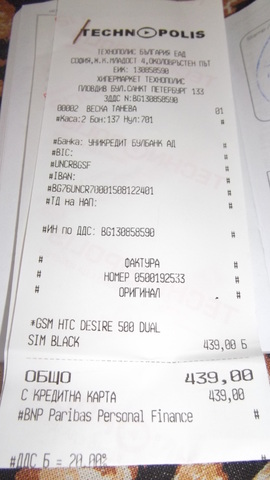 TECHNOPOLIS
ТЕХНОПОЛИС БЪЛГАРИЯ ЕАД
СОФИЯ,Ж.К.МЛАДОСТ 4,ОКОЛОВРЪСТЕН ПЪТ
ЕИК: 130858590
ХИПЕРМАРКЕТ ТЕХНОПОЛИС
ПЛОВДИВ БУЛ.САНКТ ПЕТЕРБУРГ 133
ЗДДС N:BG130858590
00002 ВЕСКА ТАНЕВА 01
#Каса:2 Бон:137 Нул:701 #
#Банка: УНИКРЕДИТ БУЛБАНК АД #
#BIC: #
#UNCRBGSF #
#IBAN: #
#BG76UNCR70001508122401 #
#ТД на НАП: #
#ИН по ДДС: BG130858590 #
# ФАКТУРА #
# НОМЕР 0500192533 #
# ОРИГИНАЛ #
*GSM HTC DESIRE 500 DUAL
SIM BLACK 439,00 Б
ОБЩО 439,00
С КРЕДИТНА КАРТА 439,00
#BNP Paribas Personal Finance #
#ДДС Б = 20.00% #